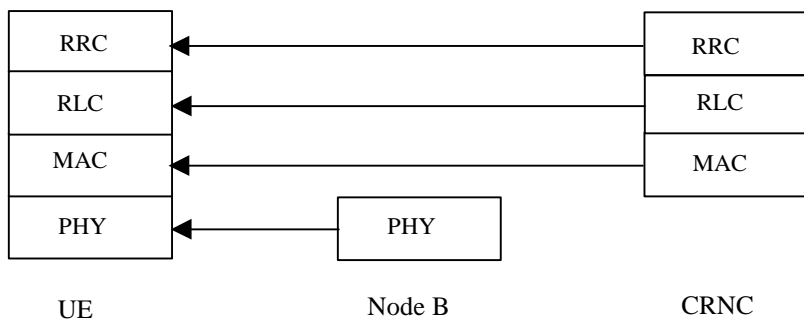 RRC RRC
RLC RLC
MAC MAC
PHY PHY
UE Node B CRNC